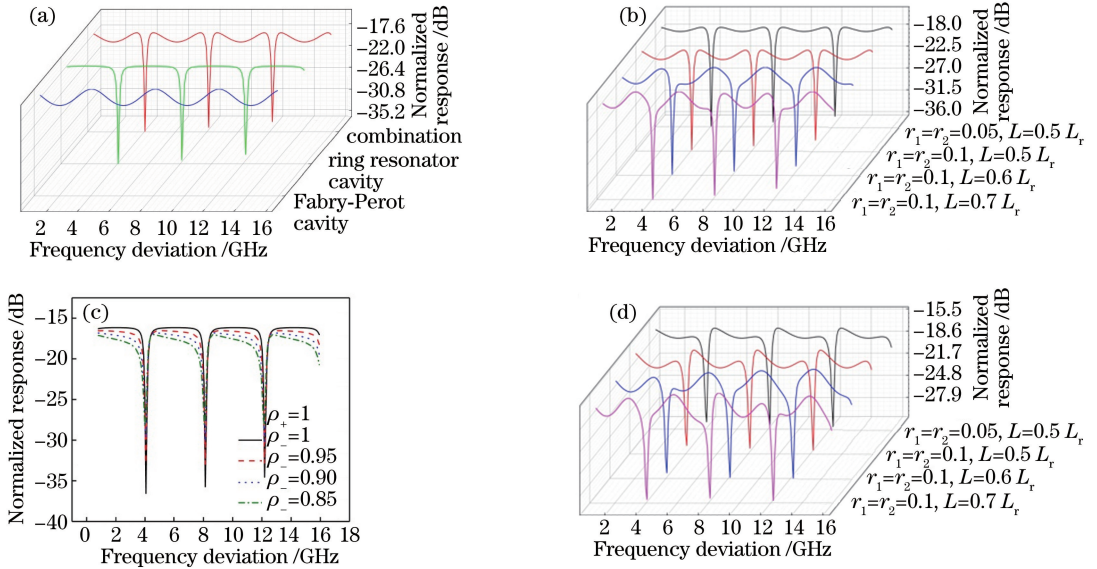 (a)
−17.6
−22.0
−26.4
−30.8
−35.2
Normalized
response /dB
combination
ring resonator
cavity
Fabry-Perot
cavity
2 4 6 8 10 12 14 16
Frequency deviation /GHz
(b)
−18.0
−22.5
−27.0
−31.5
−36.0
Normalized
response /dB
r₁=r₂=0.05, L=0.5 Lᵣ
r₁=r₂=0.1, L=0.5 Lᵣ
r₁=r₂=0.1, L=0.6 Lᵣ
r₁=r₂=0.1, L=0.7 Lᵣ
2 4 6 8 10 12 14 16
Frequency deviation /GHz
(c)
−15
−20
−25
−30
−35
−40
Normalized response /dB
ρ₊=1
ρ₋=1
ρ₋=0.95
ρ₋=0.90
ρ₋=0.85
0 2 4 6 8 10 12 14 16 18
Frequency deviation /GHz
(d)
−15.5
−18.6
−21.7
−24.8
−27.9
Normalized
response /dB
r₁=r₂=0.05, L=0.5 Lᵣ
r₁=r₂=0.1, L=0.5 Lᵣ
r₁=r₂=0.1, L=0.6 Lᵣ
r₁=r₂=0.1, L=0.7 Lᵣ
2 4 6 8 10 12 14 16
Frequency deviation /GHz